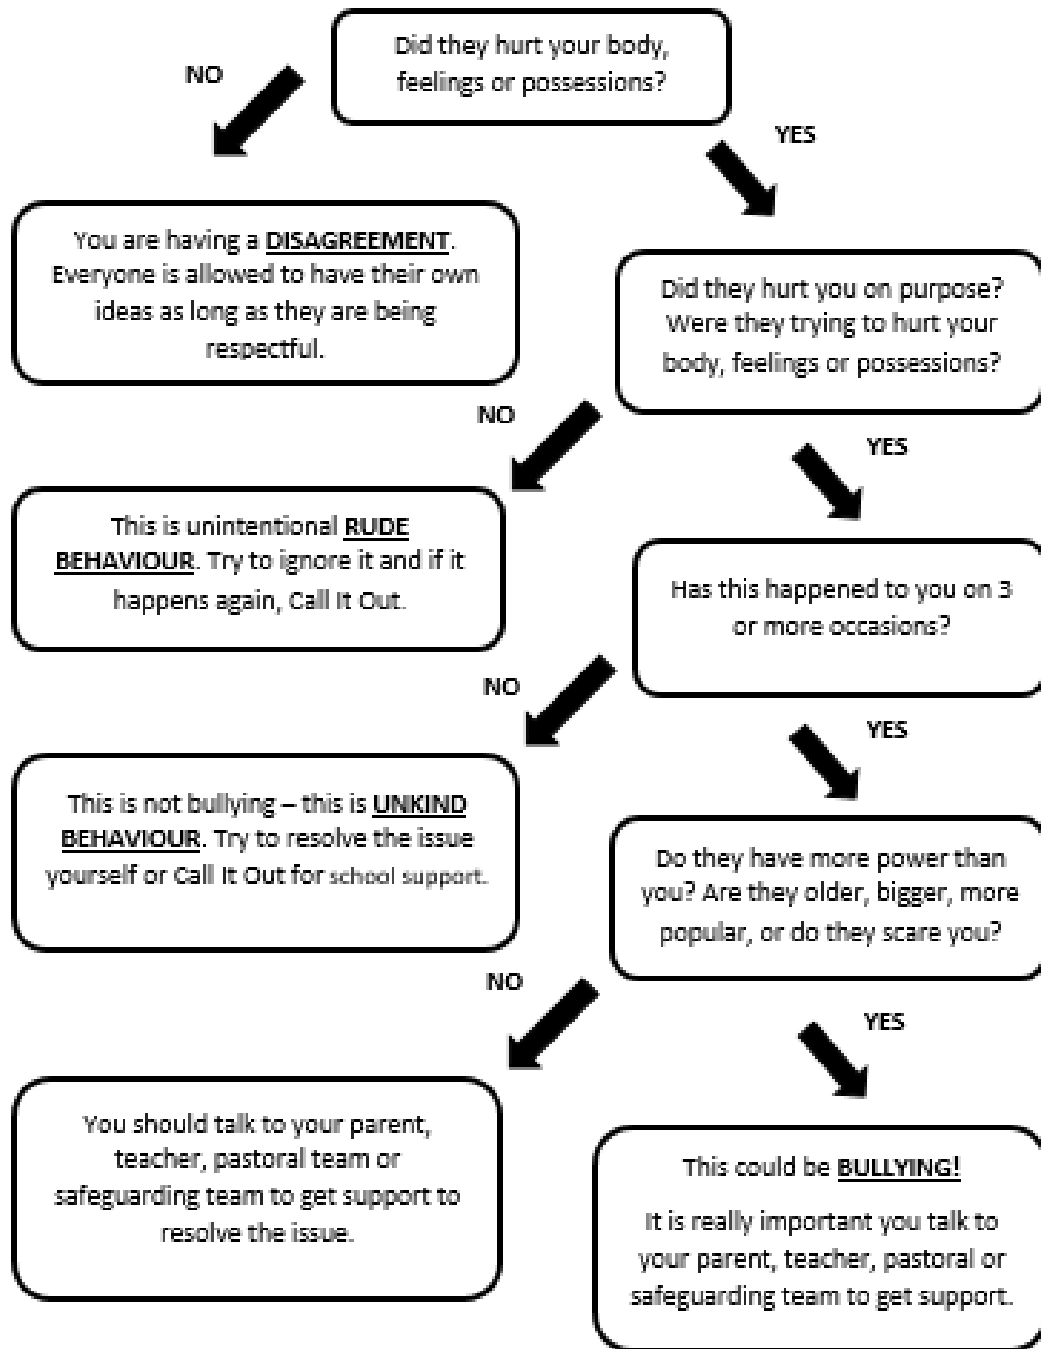 Did they hurt your body,
feelings or possessions?
NO
YES
You are having a DISAGREEMENT.
Everyone is allowed to have their own
ideas as long as they are being
respectful.
Did they hurt you on purpose?
Were they trying to hurt your
body, feelings or possessions?
NO
YES
This is unintentional RUDE
BEHAVIOUR. Try to ignore it and if it
happens again, Call It Out.
Has this happened to you on 3
or more occasions?
NO
YES
This is not bullying – this is UNKIND
BEHAVIOUR. Try to resolve the issue
yourself or Call It Out for school support.
Do they have more power than
you? Are they older, bigger, more
popular, or do they scare you?
NO
YES
You should talk to your parent,
teacher, pastoral team or
safeguarding team to get support to
resolve the issue.
This could be BULLYING!
It is really important you talk to
your parent, teacher, pastoral or
safeguarding team to get support.